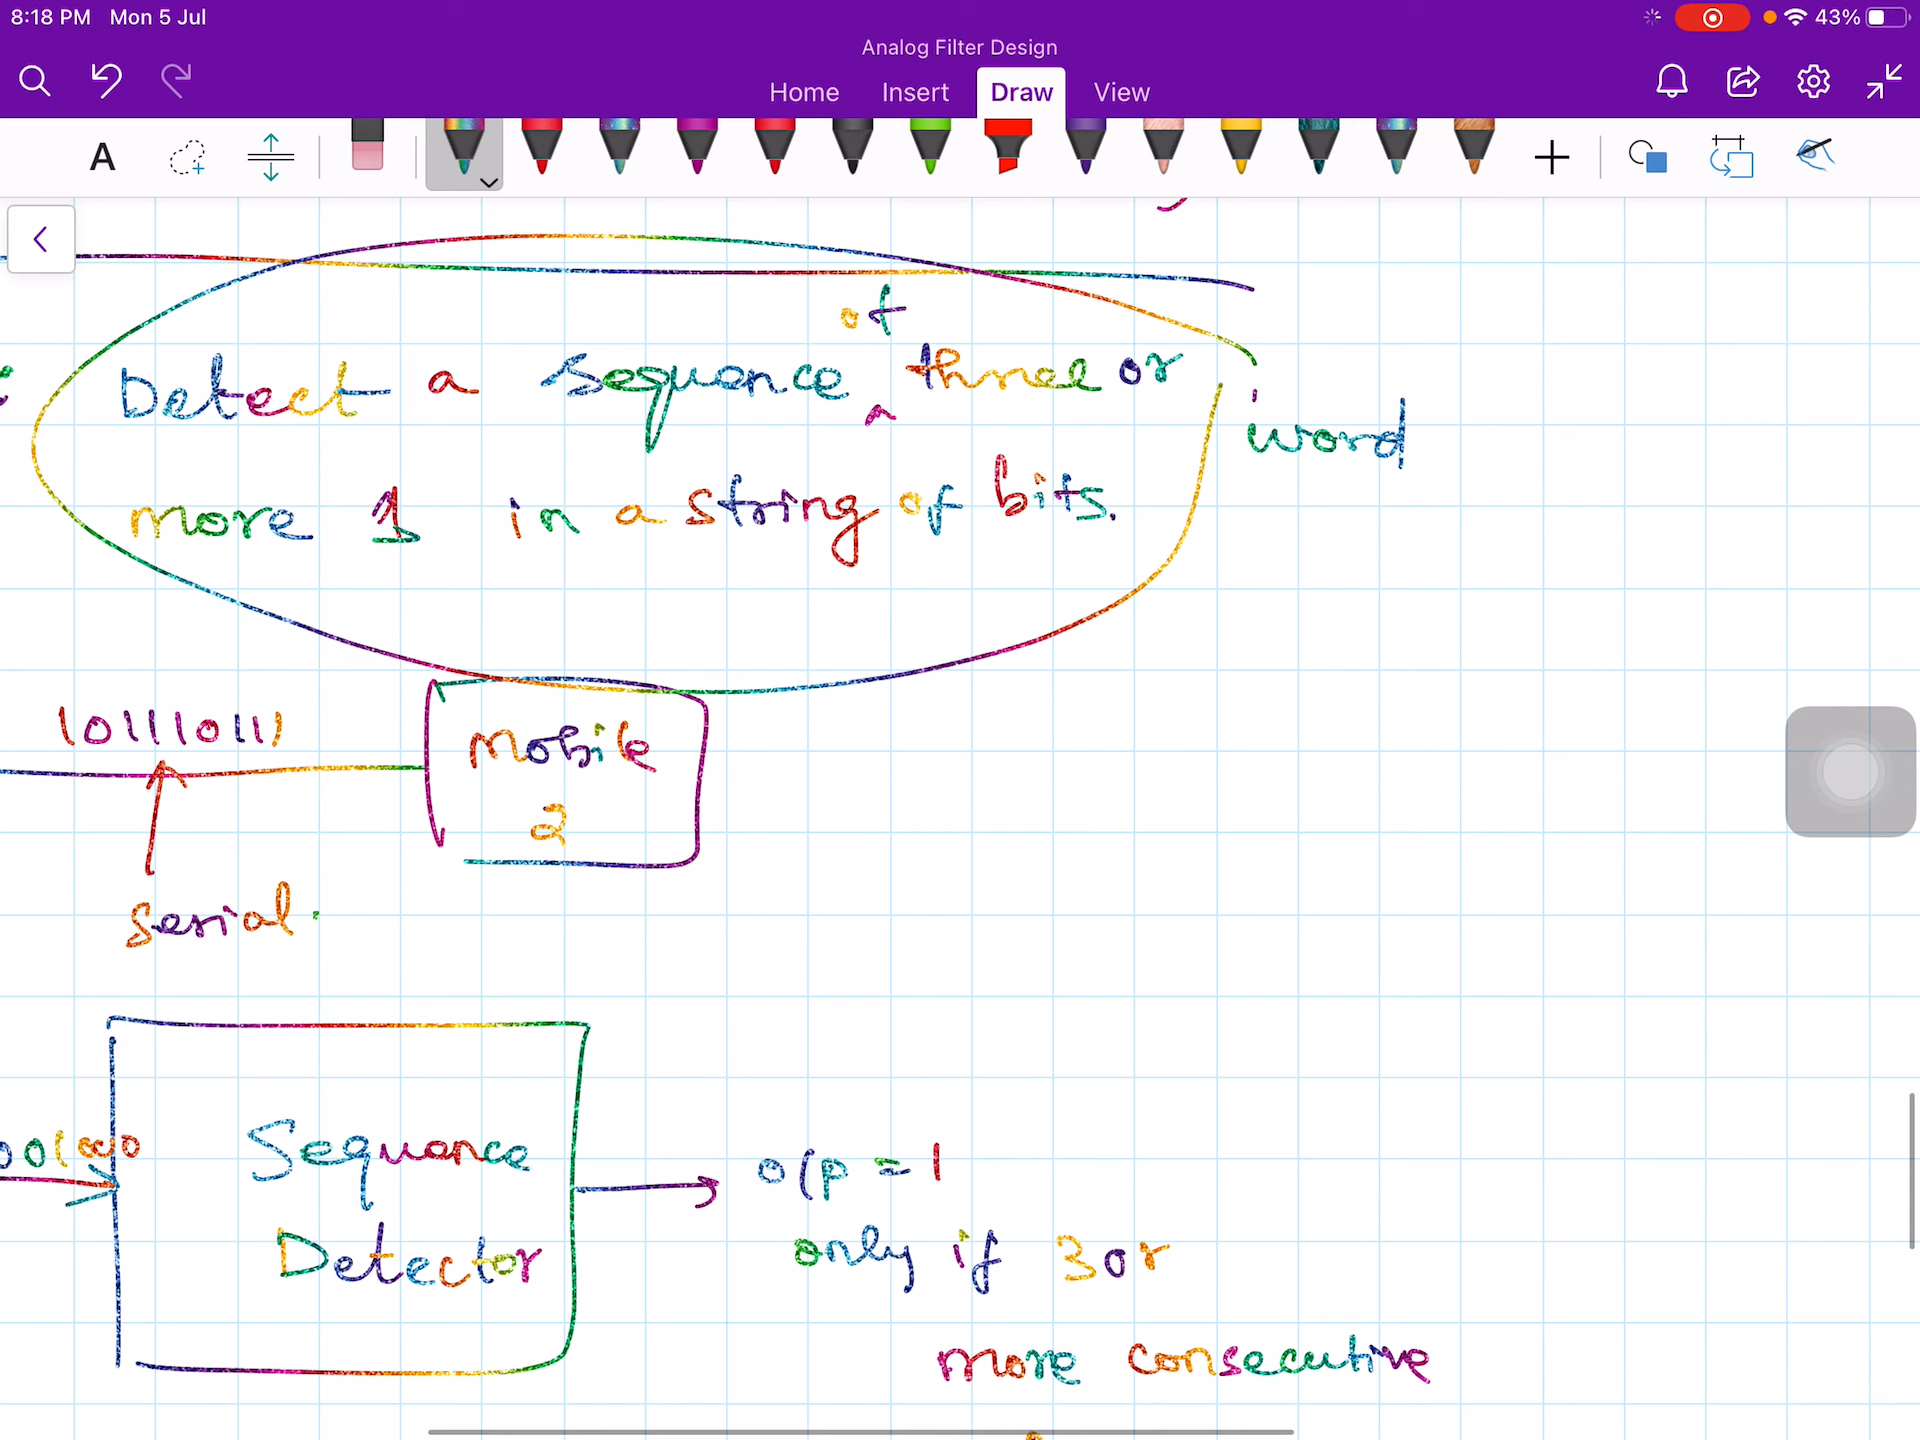 8:18 PM Mon 5 Jul
43%
Analog Filter Design
Home Insert Draw View
A
of
Detect a sequence ^ three or
word
more 1 in a string of bits.
Mobile
2
serial.
Sequence
Detector
o/p = 1
only if 3 or
more consecutive